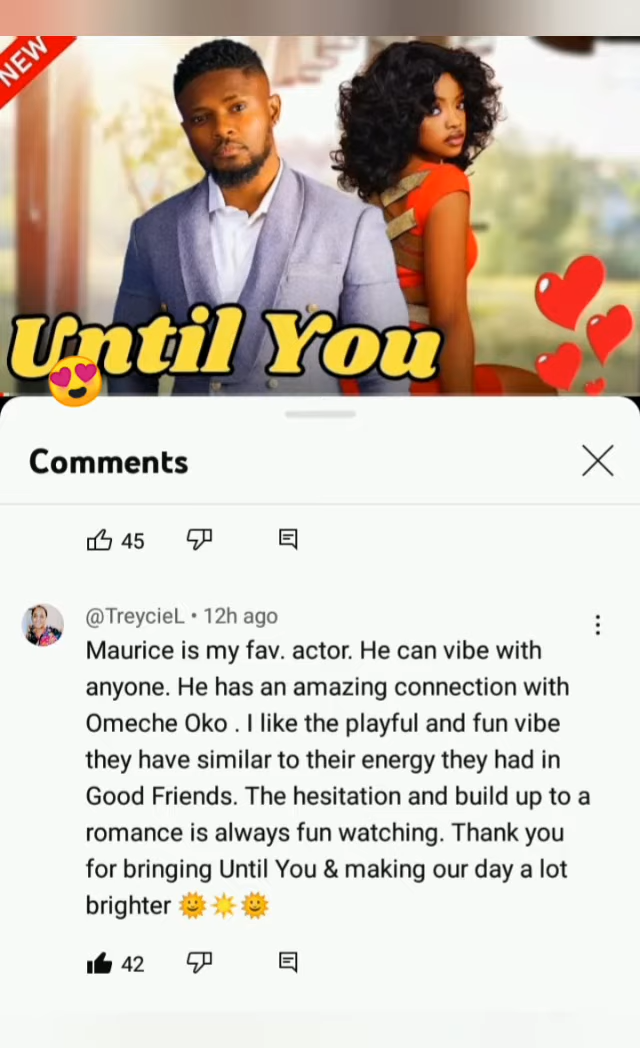 NEW
Until You
Comments
45
@TreycieL • 12h ago
Maurice is my fav. actor. He can vibe with
anyone. He has an amazing connection with
Omeche Oko . I like the playful and fun vibe
they have similar to their energy they had in
Good Friends. The hesitation and build up to a
romance is always fun watching. Thank you
for bringing Until You & making our day a lot
brighter 🌞☀️🌞
42